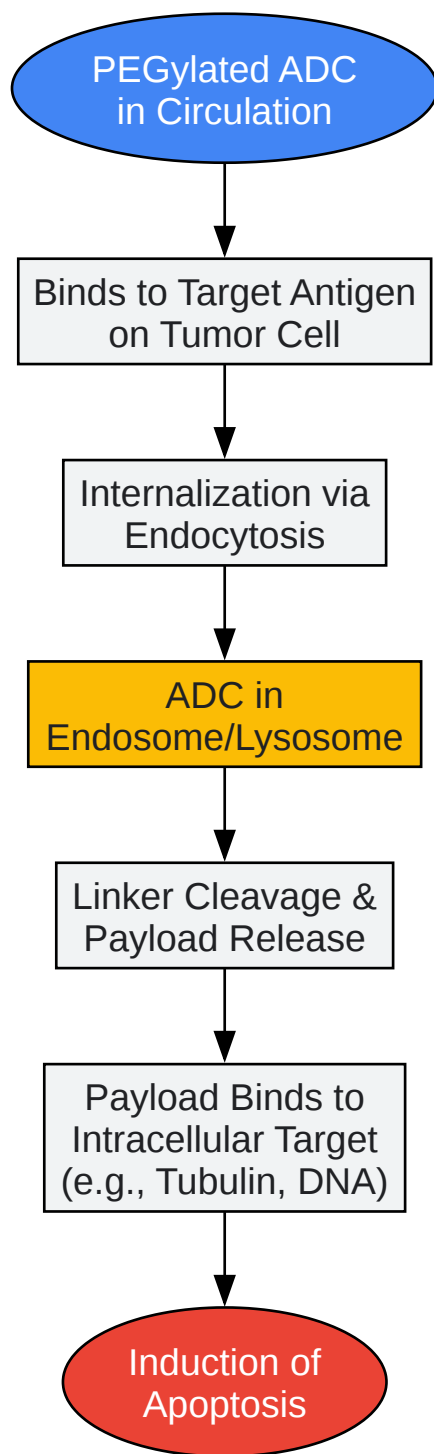 PEGylated ADC
in Circulation
Binds to Target Antigen
on Tumor Cell
Internalization via
Endocytosis
ADC in
Endosome/Lysosome
Linker Cleavage &
Payload Release
Payload Binds to
Intracellular Target
(e.g., Tubulin, DNA)
Induction of
Apoptosis